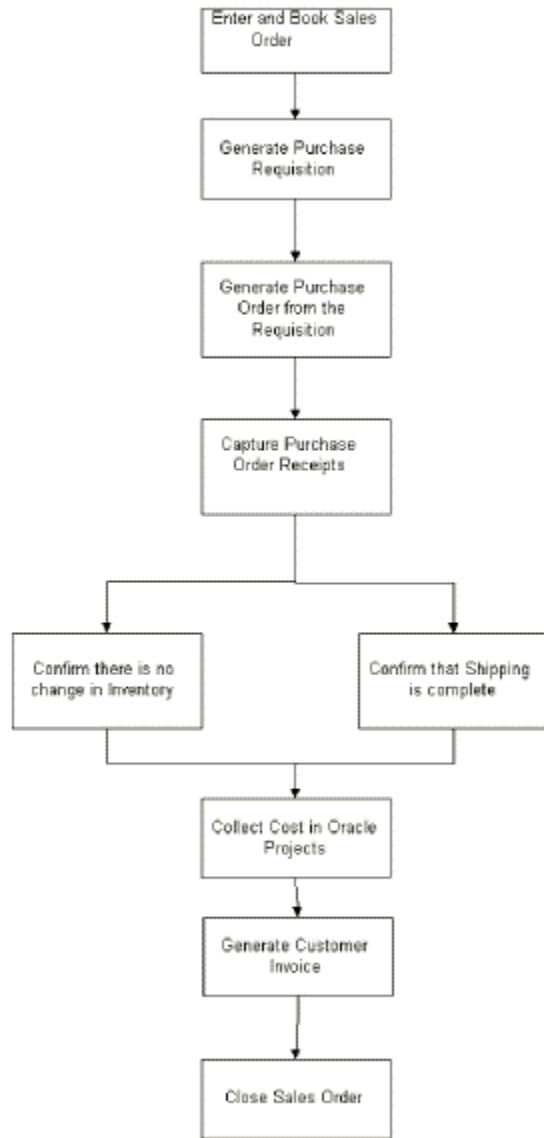 Enter and Book Sales
Order
Generate Purchase
Requisition
Generate Purchase
Order from the
Requisition
Capture Purchase
Order Receipts
Confirm there is no
change in Inventory
Confirm that Shipping
is complete
Collect Cost in Oracle
Projects
Generate Customer
Invoice
Close Sales Order